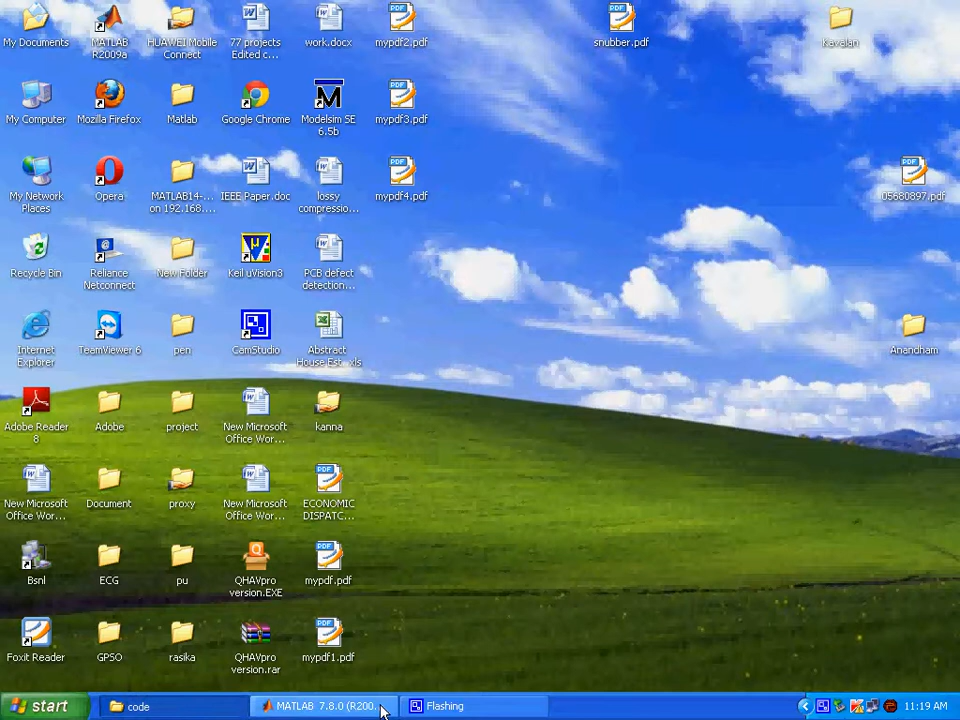 My Documents
MATLAB
R2009a
HUAWEI Mobile
Connect
77 projects
Edited c...
work.docx
mypdf2.pdf
snubber.pdf
Kavalan
My Computer
Mozilla Firefox
Matlab
Google Chrome
Modelsim SE
6.5b
mypdf3.pdf
My Network
Places
Opera
MATLAB14-...
on 192.168....
IEEE Paper.doc
lossy
compressio...
mypdf4.pdf
05680897.pdf
Recycle Bin
Reliance
Netconnect
New Folder
Keil uVision3
PCB defect
detection...
Internet
Explorer
TeamViewer 6
pen
CamStudio
Abstract
House Est...xls
Anandham
Adobe Reader
8
Adobe
project
New Microsoft
Office Wor...
kanna
New Microsoft
Office Wor...
Document
proxy
New Microsoft
Office Wor...
ECONOMIC
DISPATC...
Bsnl
ECG
pu
QHAVpro
version.EXE
mypdf.pdf
Foxit Reader
GPSO
rasika
QHAVpro
version.rar
mypdf1.pdf
start
code
MATLAB 7.8.0 (R200...
Flashing
11:19 AM